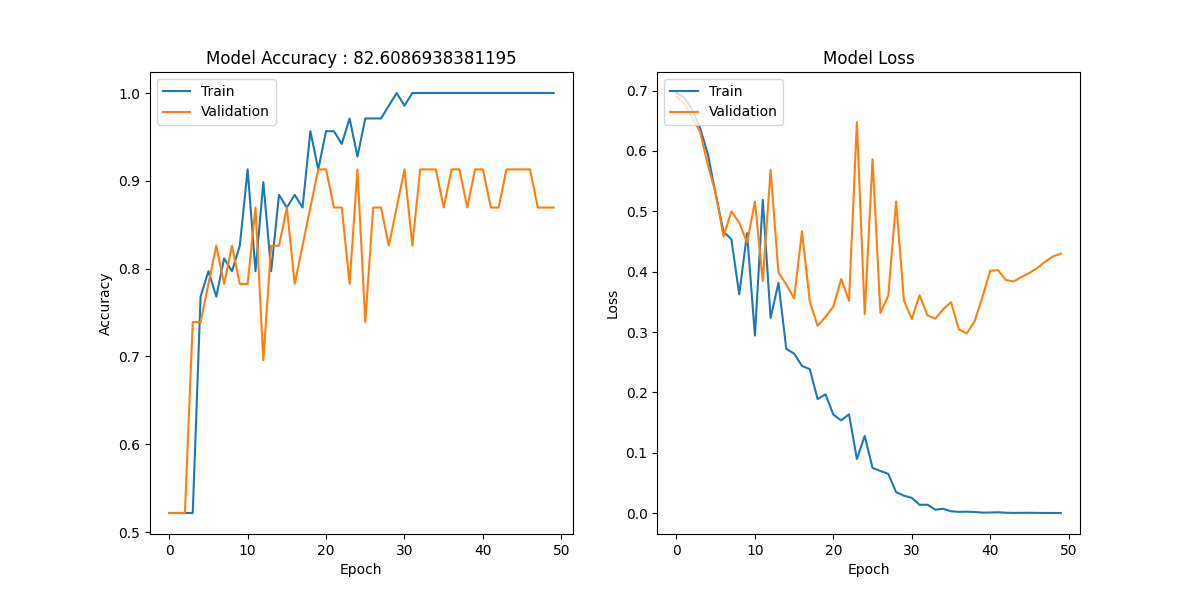 Model Accuracy : 82.6086938381195
Train
Validation
1.0
0.9
0.8
0.7
0.6
0.5
Accuracy
0 10 20 30 40 50
Epoch
Model Loss
Train
Validation
0.7
0.6
0.5
0.4
0.3
0.2
0.1
0.0
Loss
0 10 20 30 40 50
Epoch